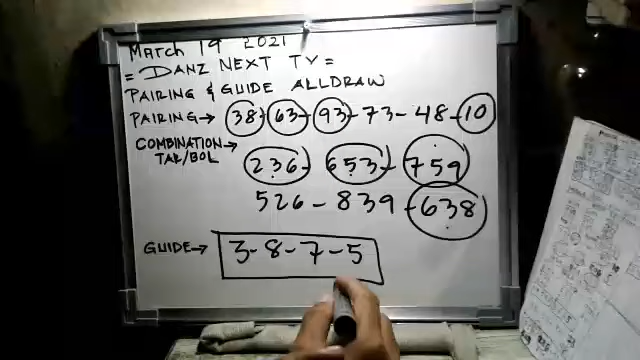 March 19 2021
= DANZ NEXT TV =
PAIRING & GUIDE ALLDRAW
PAIRING→ 38-63-93-73-48-10
COMBINATION→
TAR/BOL
236- 653- 759
526-839-638
GUIDE→ 3-8-7-5